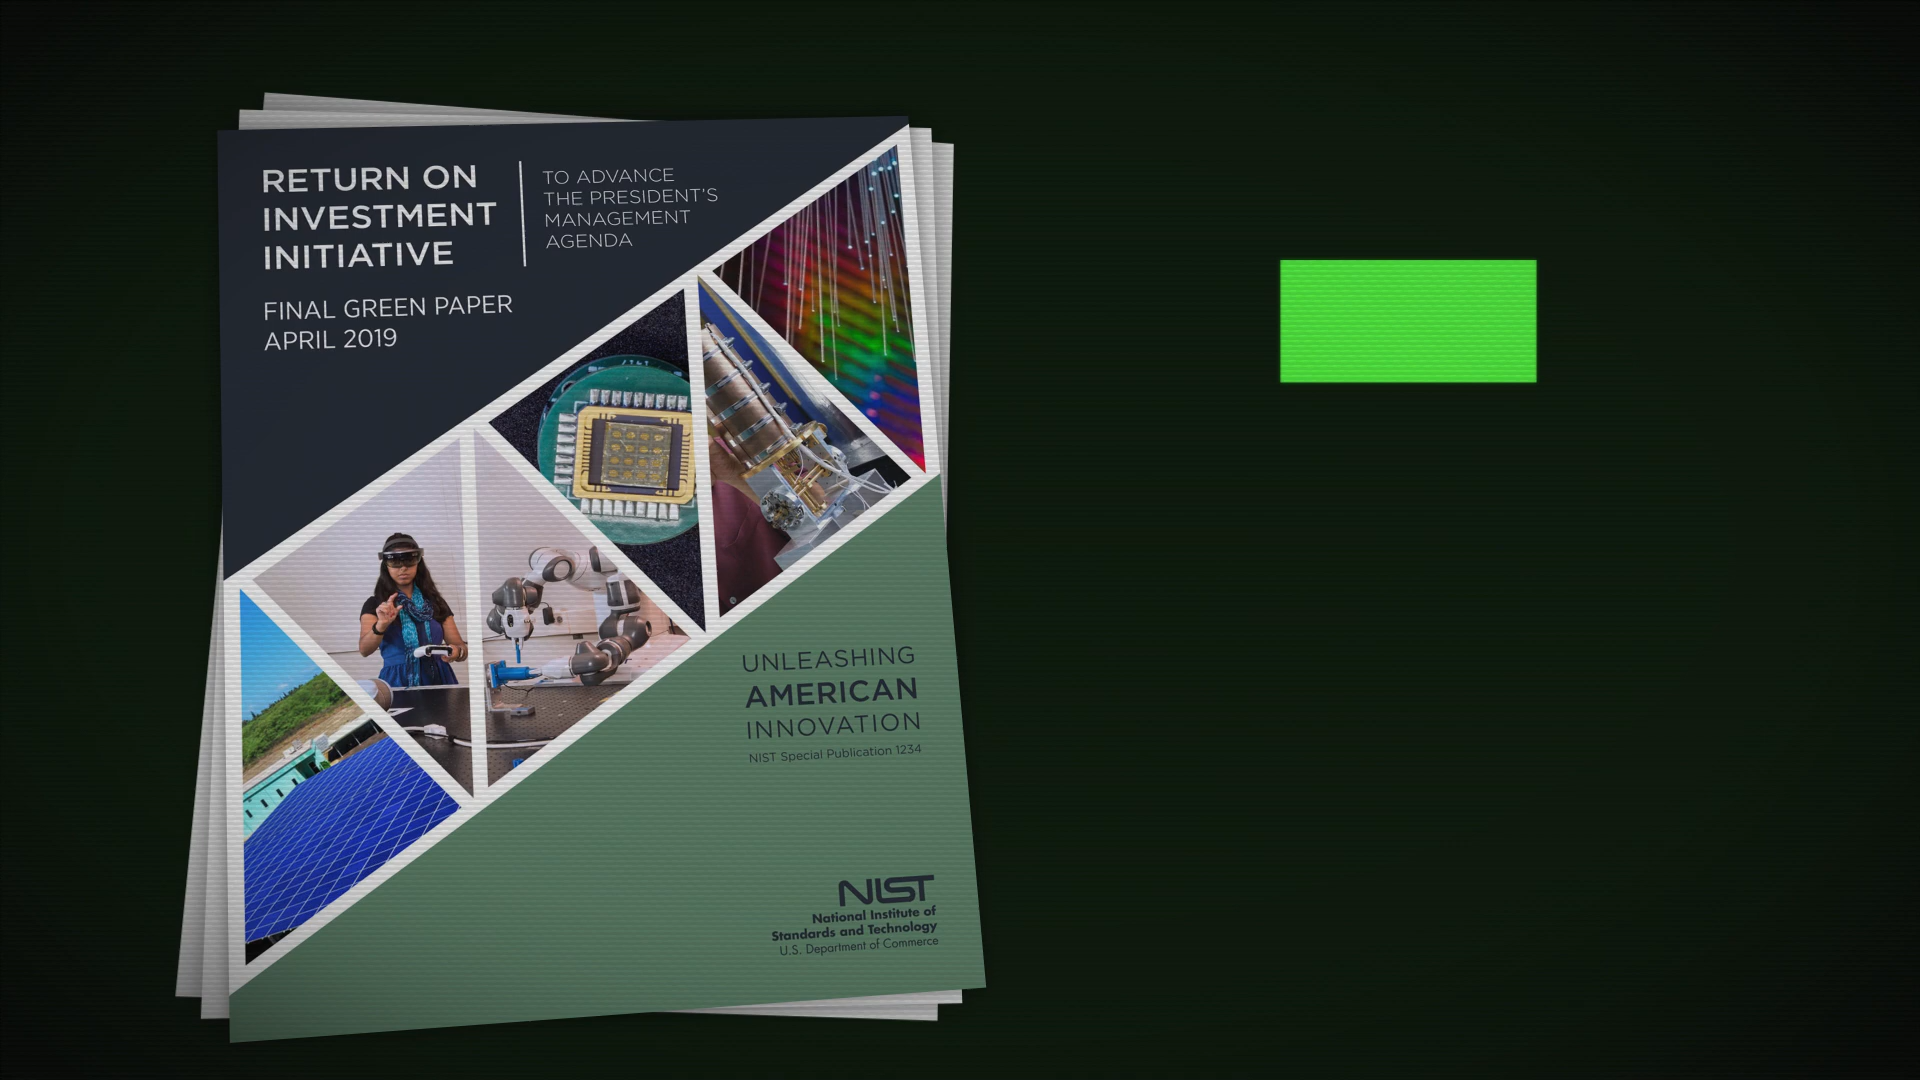 RETURN ON
INVESTMENT
INITIATIVE
TO ADVANCE
THE PRESIDENT'S
MANAGEMENT
AGENDA
FINAL GREEN PAPER
APRIL 2019
UNLEASHING
AMERICAN
INNOVATION
NIST Special Publication 1234
NIST
National Institute of
Standards and Technology
U.S. Department of Commerce